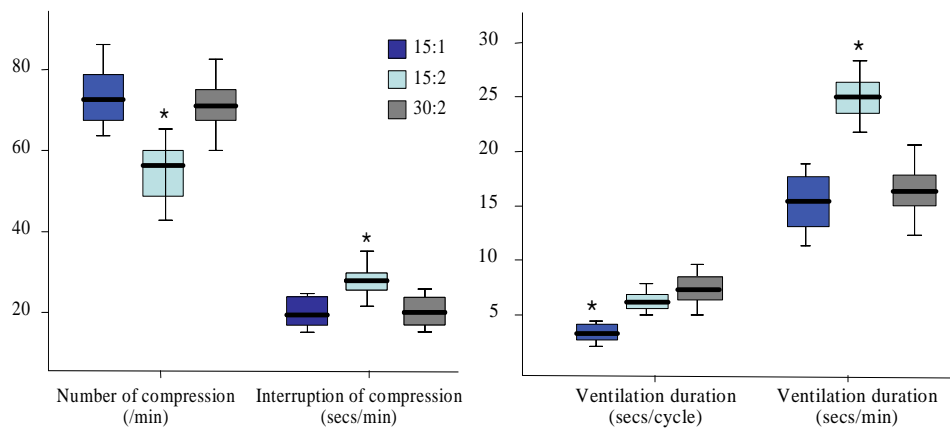 80
60
40
20
*
*
15:1
15:2
30:2
Number of compression
(/min)
Interruption of compression
(secs/min)
30
25
20
15
10
5
*
*
Ventilation duration
(secs/cycle)
Ventilation duration
(secs/min)